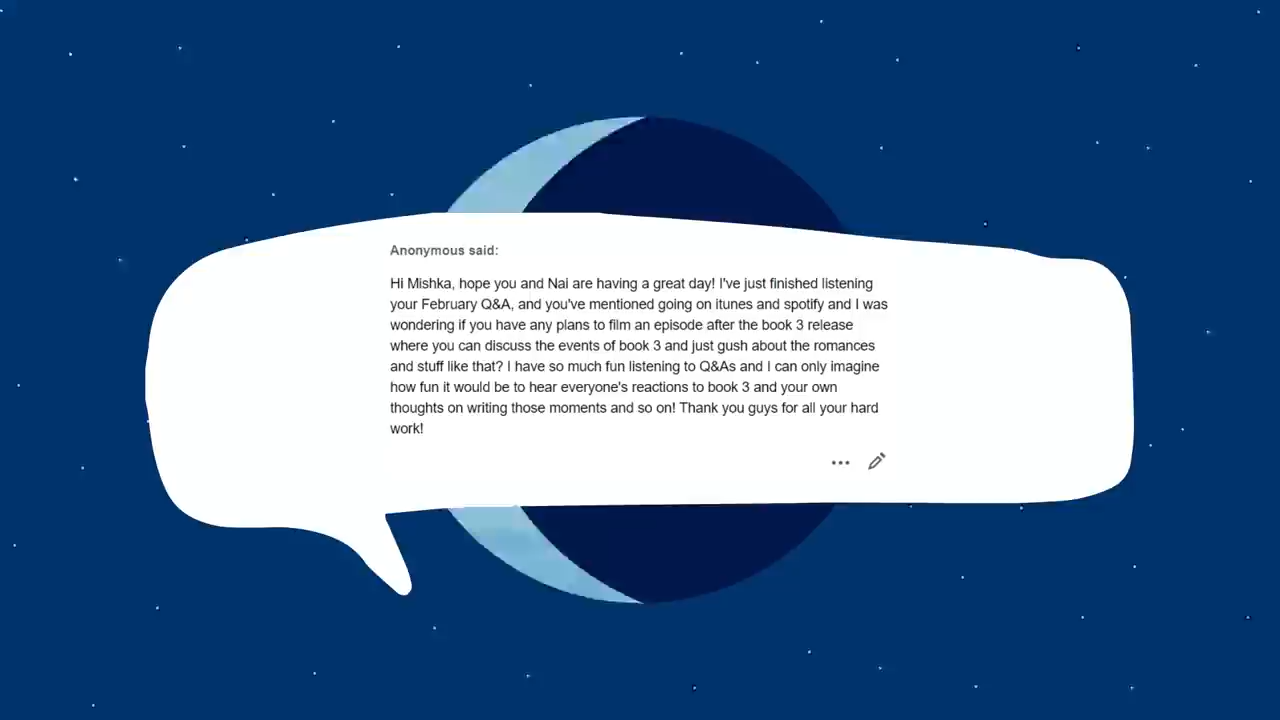 Anonymous said:
Hi Mishka, hope you and Nai are having a great day! I've just finished listening
your February Q&A, and you've mentioned going on itunes and spotify and I was
wondering if you have any plans to film an episode after the book 3 release
where you can discuss the events of book 3 and just gush about the romances
and stuff like that? I have so much fun listening to Q&As and I can only imagine
how fun it would be to hear everyone's reactions to book 3 and your own
thoughts on writing those moments and so on! Thank you guys for all your hard
work!